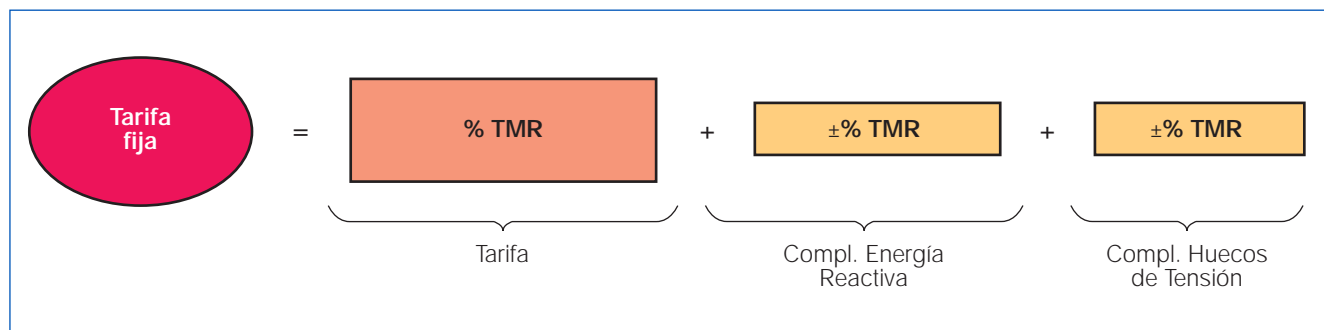 Tarifa
fija
=
% TMR
+
±% TMR
+
±% TMR
Tarifa
Compl. Energía
Reactiva
Compl. Huecos
de Tensión